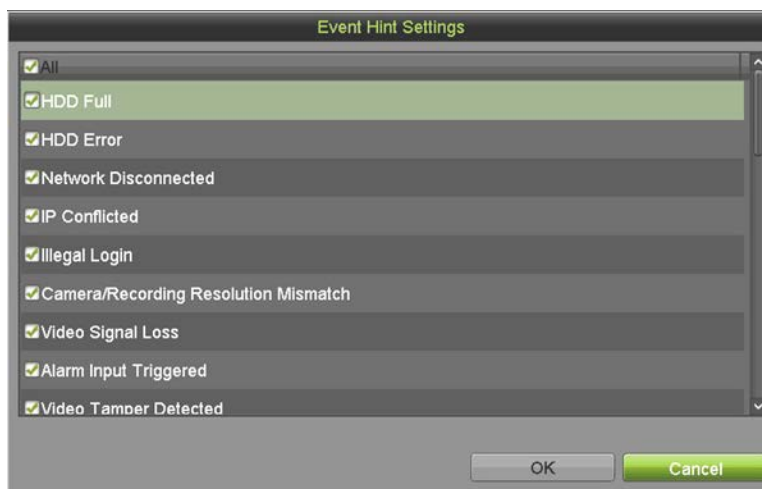 Event Hint Settings
All
HDD Full
HDD Error
Network Disconnected
IP Conflicted
Illegal Login
Camera/Recording Resolution Mismatch
Video Signal Loss
Alarm Input Triggered
Video Tamper Detected
OK Cancel